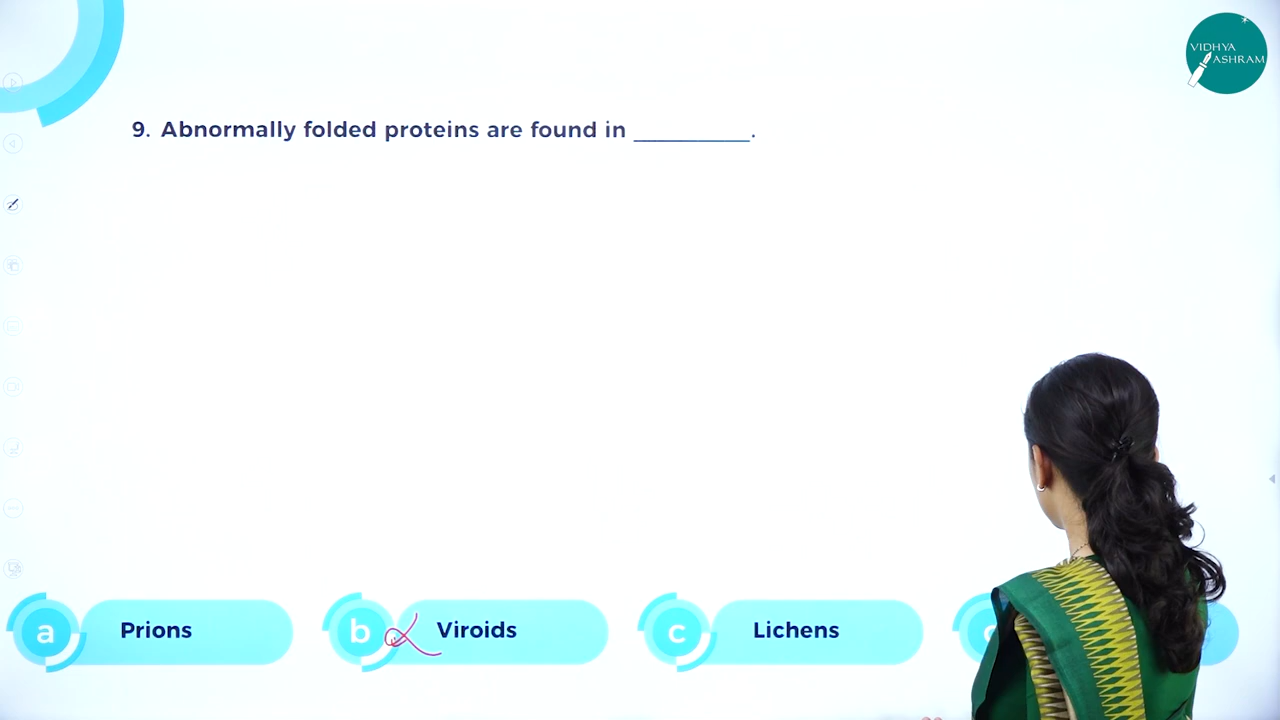 VIDHYA
ASHRAM
9. Abnormally folded proteins are found in __________.
a Prions
b Viroids
c Lichens